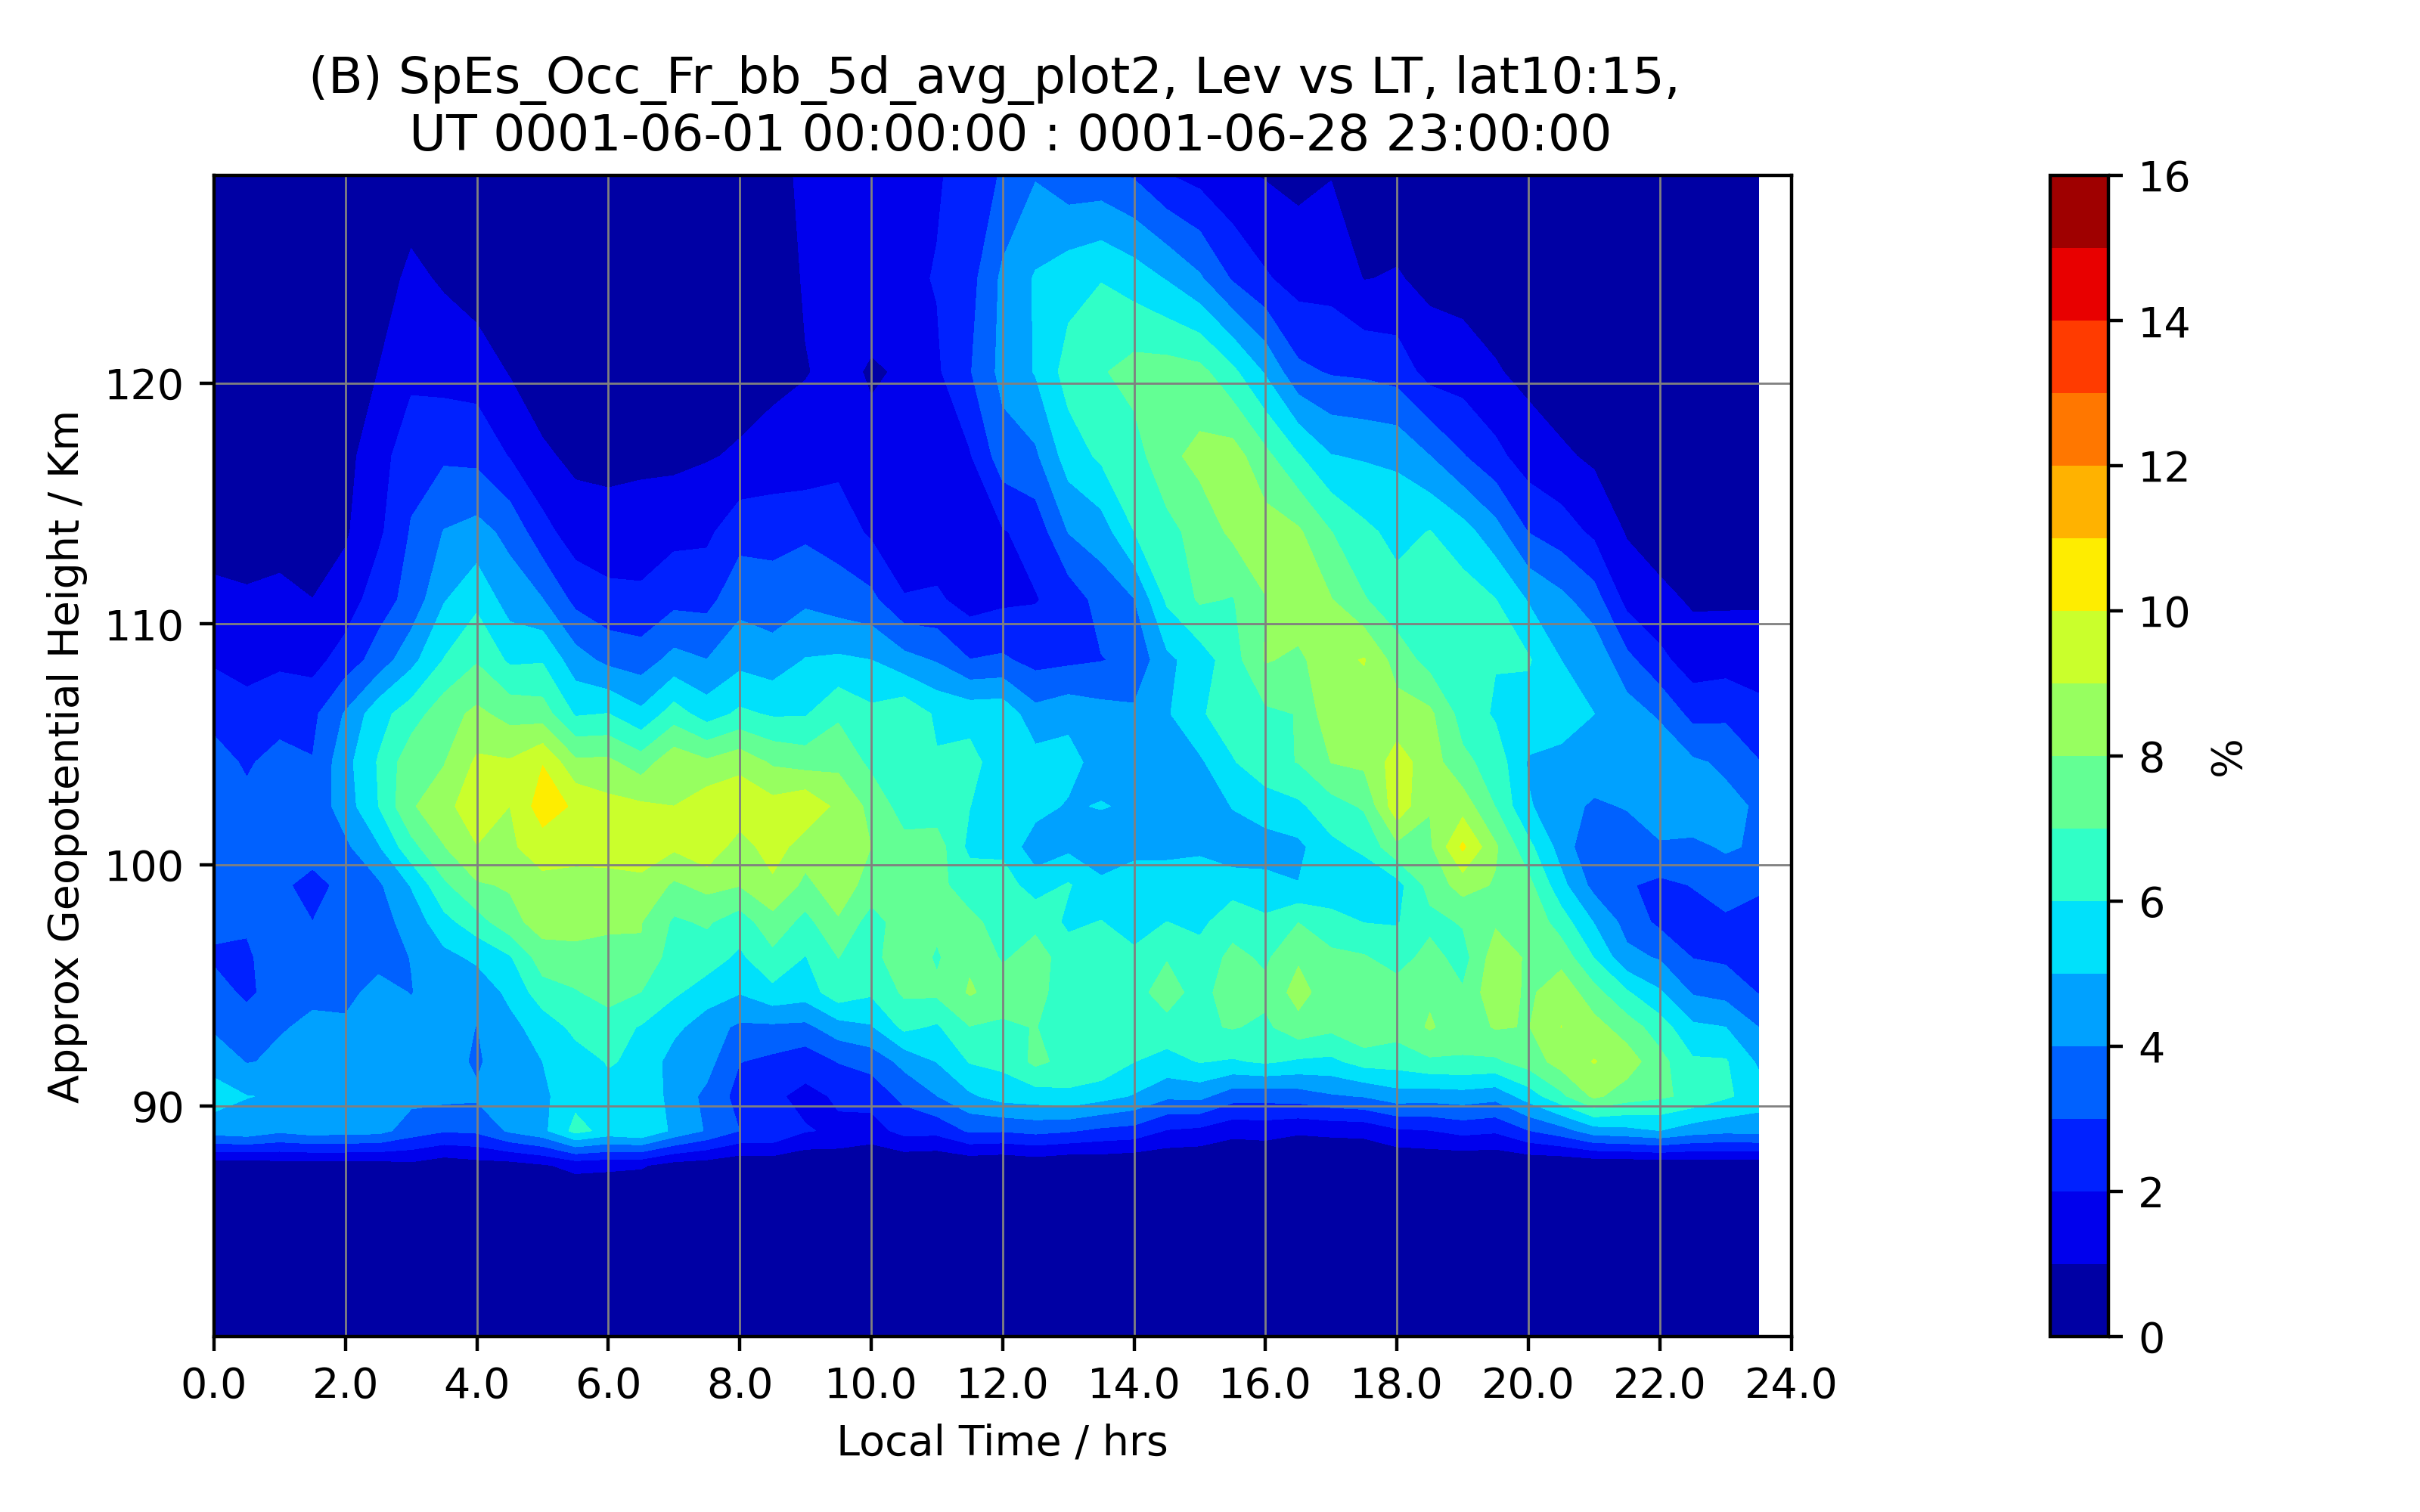 (B) SpEs_Occ_Fr_bb_5d_avg_plot2, Lev vs LT, lat10:15,
UT 0001-06-01 00:00:00 : 0001-06-28 23:00:00
Approx Geopotential Height / Km
120
110
100
90
0.0 2.0 4.0 6.0 8.0 10.0 12.0 14.0 16.0 18.0 20.0 22.0 24.0
Local Time / hrs
16
14
12
10
8
6
4
2
0
%